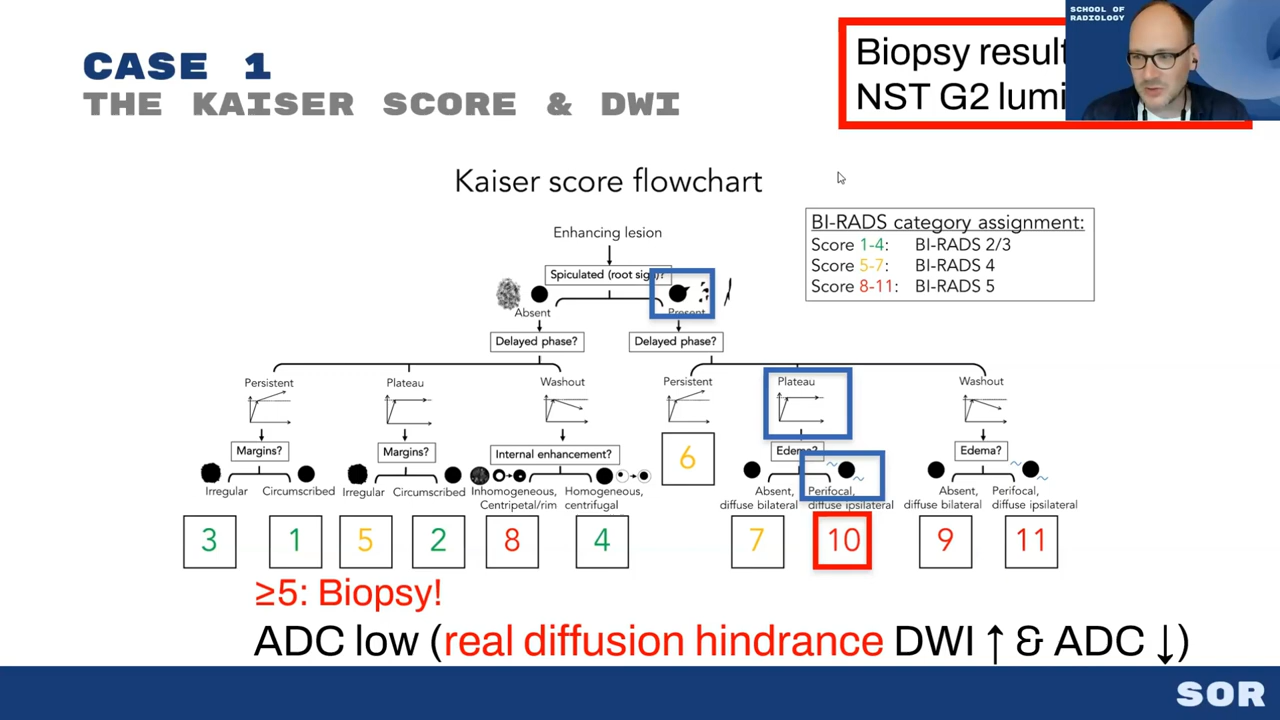 CASE 1
THE KAISER SCORE & DWI
Biopsy
NST G2
SCHOOL OF
RADIOLOGY
Kaiser score flowchart
BI-RADS category assignment:
Score 1-4: BI-RADS 2/3
Score 5-7: BI-RADS 4
Score 8-11: BI-RADS 5
Enhancing lesion
Spiculated (root sign)?
Absent
Present
Delayed phase?
Delayed phase?
Persistent
Plateau
Washout
Persistent
Plateau
Washout
Margins?
Margins?
Internal enhancement?
6
Edema?
Edema?
Irregular
Circumscribed
Irregular
Circumscribed
Inhomogeneous,
Centripetal/rim
Homogeneous,
centrifugal
Absent,
diffuse bilateral
Perifocal,
diffuse ipsilateral
Absent,
diffuse bilateral
Perifocal,
diffuse ipsilateral
3
1
5
2
8
4
7
10
9
11
≥5: Biopsy!
ADC low (real diffusion hindrance DWI ↑ & ADC ↓)
SOR